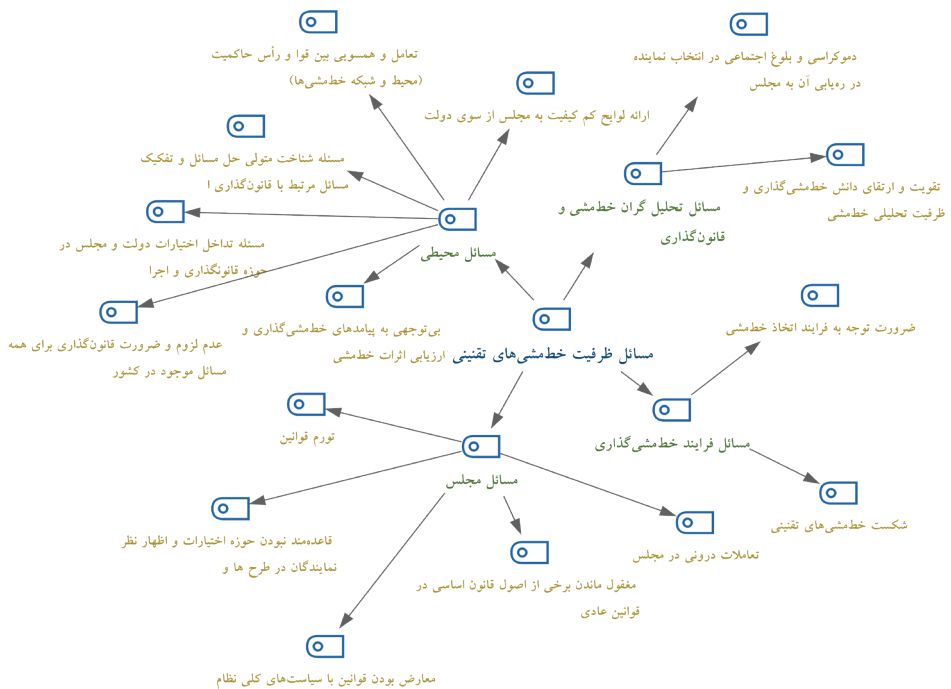 دموکراسی و بلوغ اجتماعی در انتخاب نماینده
در ره‌یابی آن به مجلس
تعامل و همسویی بین قوا و رأس حاکمیت
(محیط و شبکه خط‌مشی‌ها)
ارائه لوایح کم کیفیت به مجلس از سوی دولت
مسئله شناخت متولی حل مسائل و تفکیک
مسائل مرتبط با قانون‌گذاری ا
تقویت و ارتقای دانش خط‌مشی‌گذاری و
ظرفیت تحلیلی خط‌مشی
مسائل تحلیل گران خط‌مشی و
قانون‌گذاری
مسئله تداخل اختیارات دولت و مجلس در
حوزه قانونگذاری و اجرا
مسائل محیطی
بی‌توجهی به پیامدهای خط‌مشی‌گذاری و
ارزیابی اثرات خط‌مشی
عدم لزوم و ضرورت قانون‌گذاری برای همه
مسائل موجود در کشور
ضرورت توجه به فرایند اتخاذ خط‌مشی
مسائل ظرفیت خط‌مشی‌های تقنینی
مسائل فرایند خط‌مشی‌گذاری
تورم قوانین
مسائل مجلس
شکست خط‌مشی‌های تقنینی
قاعده‌مند نبودن حوزه اختیارات و اظهار نظر
نمایندگان در طرح ها و
تعاملات درونی در مجلس
مغفول ماندن برخی از اصول قانون اساسی در
قوانین عادی
معارض بودن قوانین با سیاست‌های کلی نظام